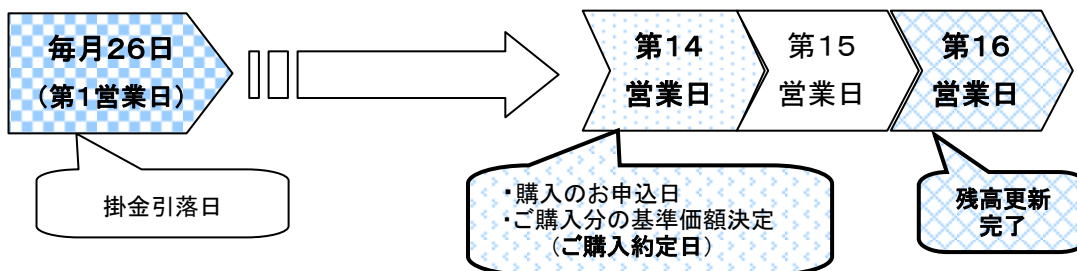 毎月26日
(第1営業日)
第14
営業日
第15
営業日
第16
営業日
掛金引落日
・購入のお申込日
・ご購入分の基準価額決定
(ご購入約定日)
残高更新
完了